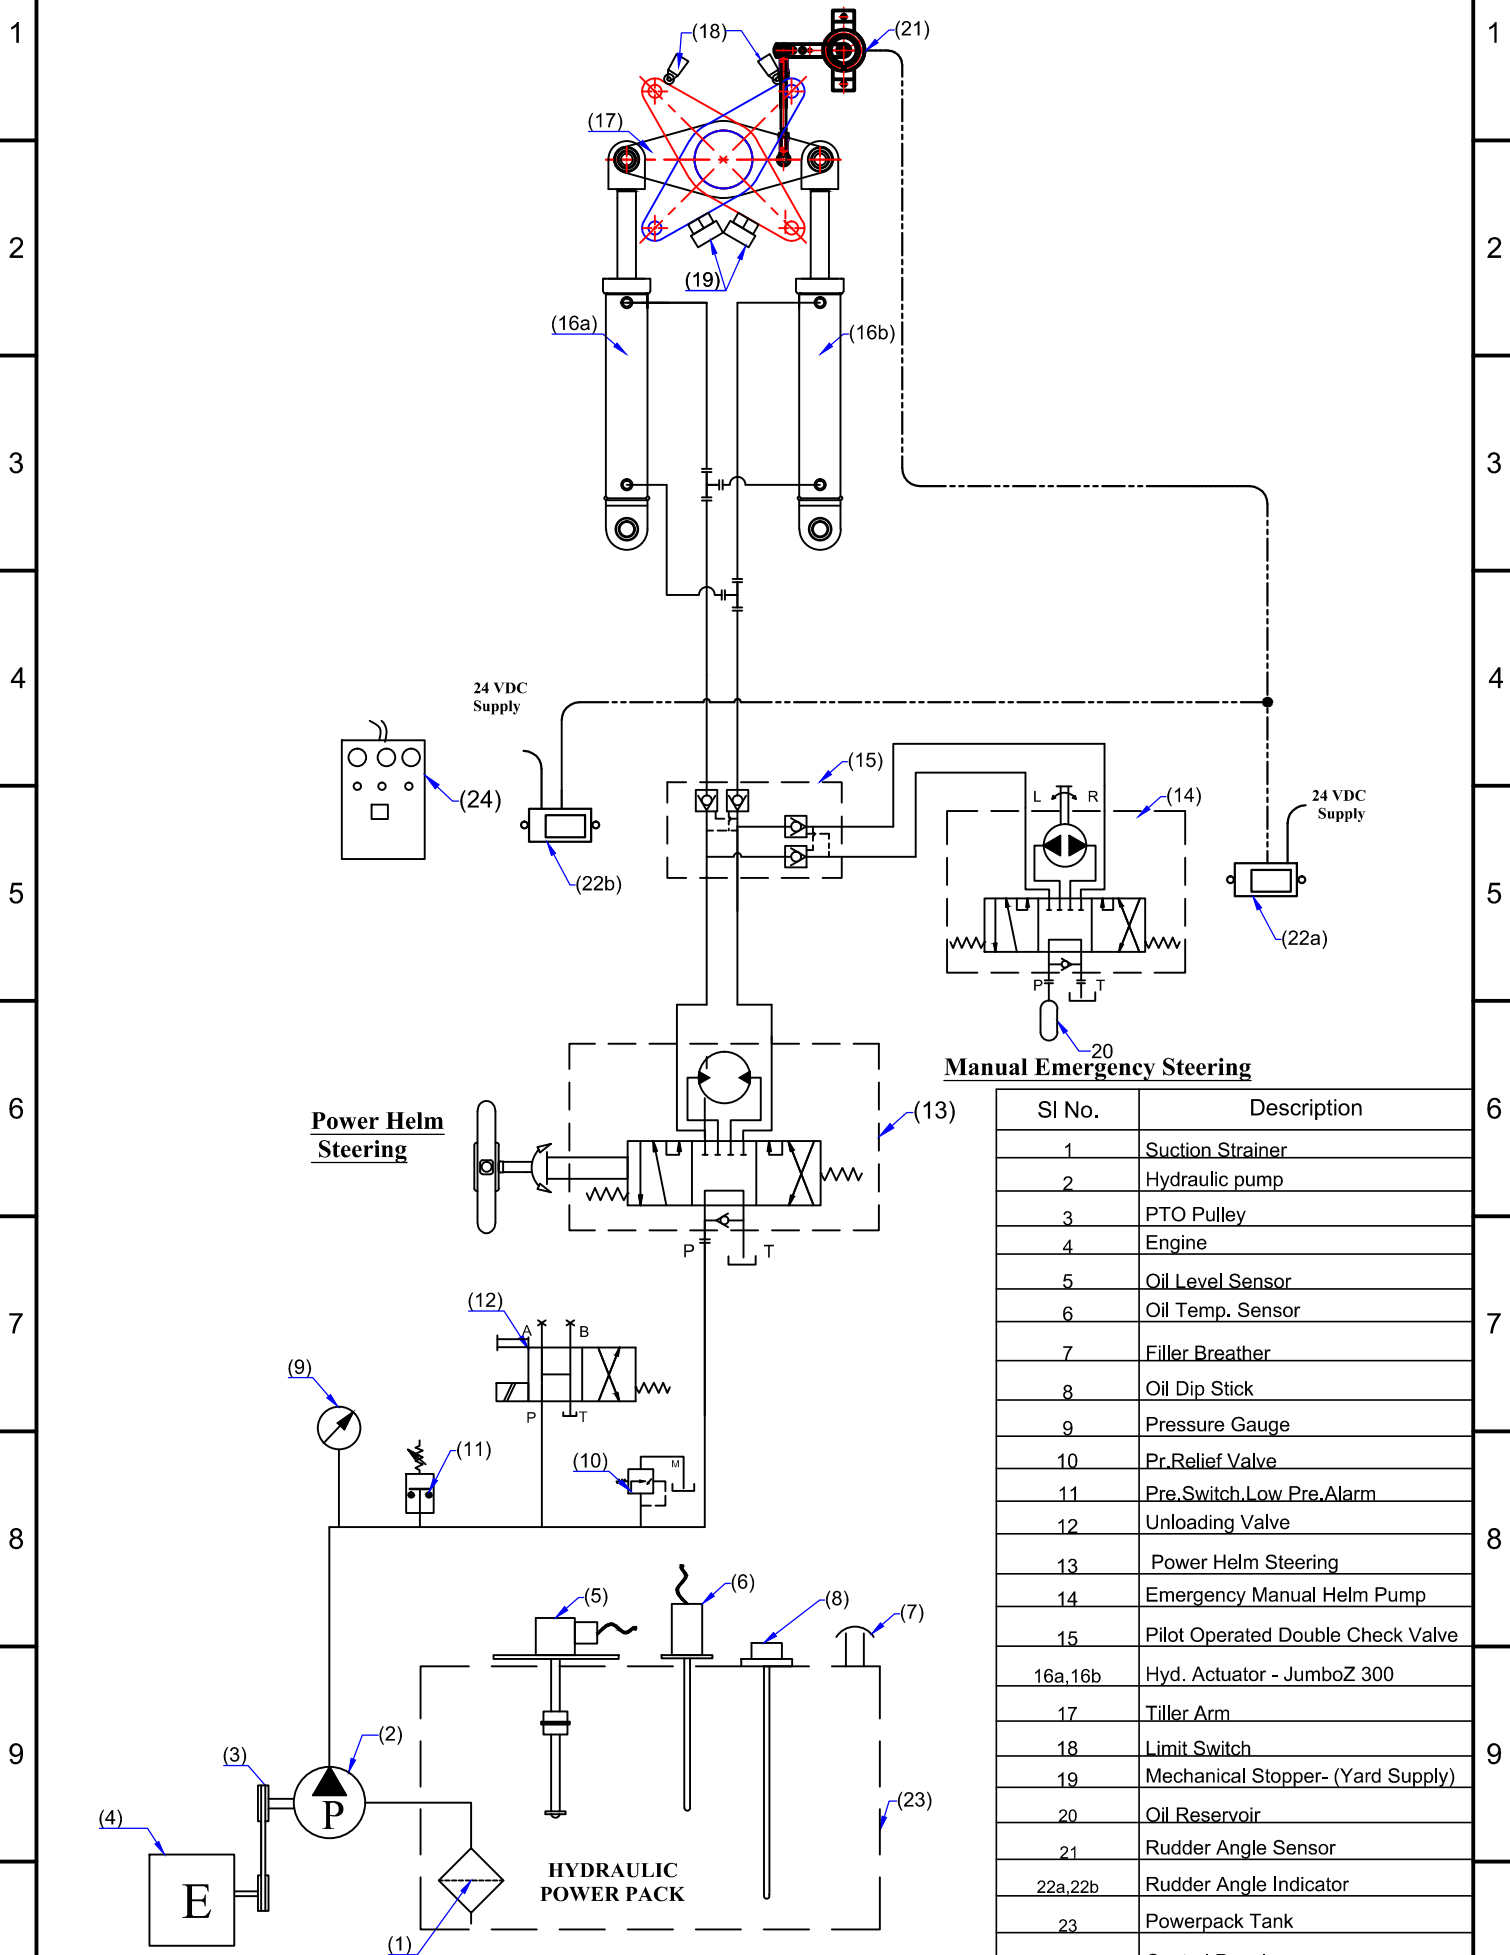 1
1
(18)
(21)
(17)
2
2
(19)
(16a)
(16b)
3
3
4
4
24 VDC
Supply
(15)
(24)
L
R
(14)
24 VDC
Supply
(22b)
5
5
(22a)
P
T
20
Manual Emergency Steering
6
6
Power Helm
Steering
(13)
P
T
(12)
A
B
7
7
(9)
P
T
(11)
(10)
M
8
8
(5)
(6)
(8)
(7)
9
9
(2)
(3)
P
(4)
(23)
E
HYDRAULIC
POWER PACK
(1)
Sl No. Description
1 Suction Strainer
2 Hydraulic pump
3 PTO Pulley
4 Engine
5 Oil Level Sensor
6 Oil Temp. Sensor
7 Filler Breather
8 Oil Dip Stick
9 Pressure Gauge
10 Pr.Relief Valve
11 Pre.Switch.Low Pre.Alarm
12 Unloading Valve
13 Power Helm Steering
14 Emergency Manual Helm Pump
15 Pilot Operated Double Check Valve
16a,16b Hyd. Actuator - JumboZ 300
17 Tiller Arm
18 Limit Switch
19 Mechanical Stopper- (Yard Supply)
20 Oil Reservoir
21 Rudder Angle Sensor
22a,22b Rudder Angle Indicator
23 Powerpack Tank